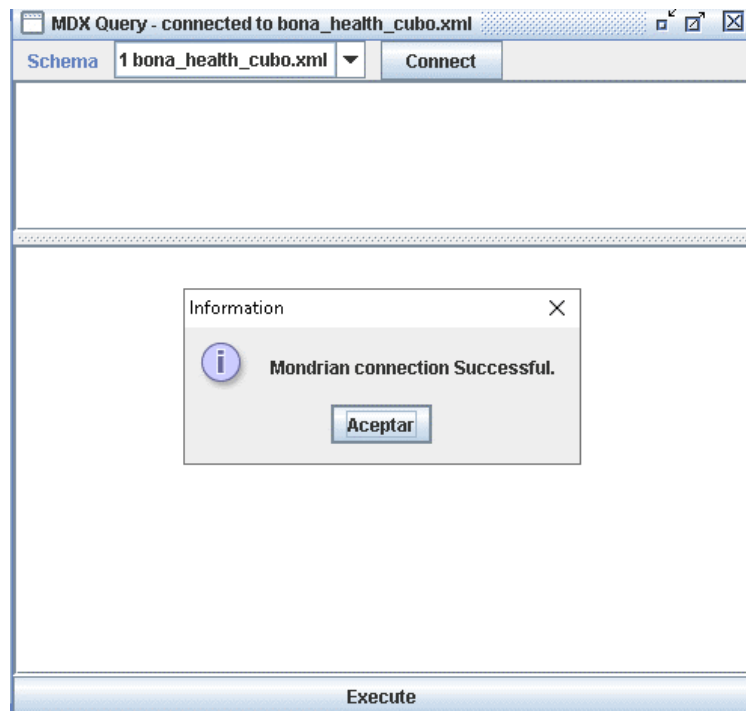 MDX Query - connected to bona_health_cubo.xml
Schema 1 bona_health_cubo.xml Connect
Information
Mondrian connection Successful.
Aceptar
Execute